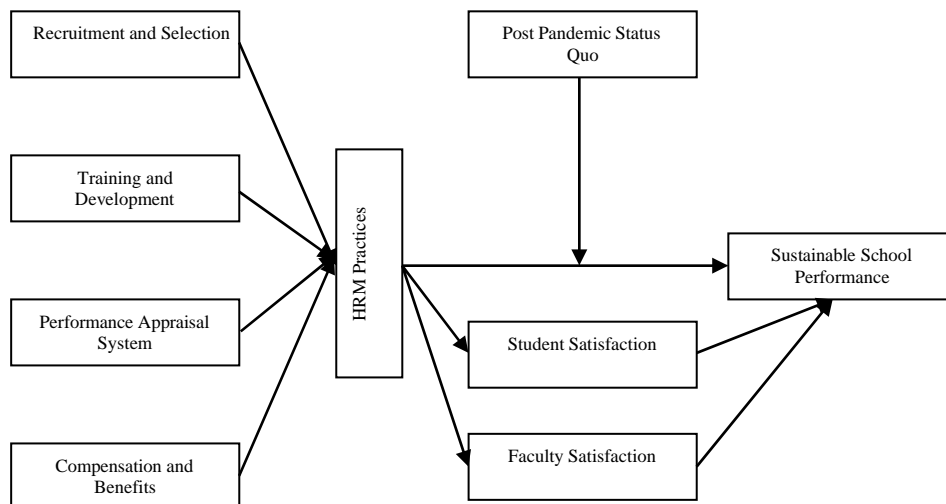 Recruitment and Selection
Post Pandemic Status
Quo
Training and
Development
HRM Practices
Sustainable School
Performance
Performance Appraisal
System
Student Satisfaction
Compensation and
Benefits
Faculty Satisfaction